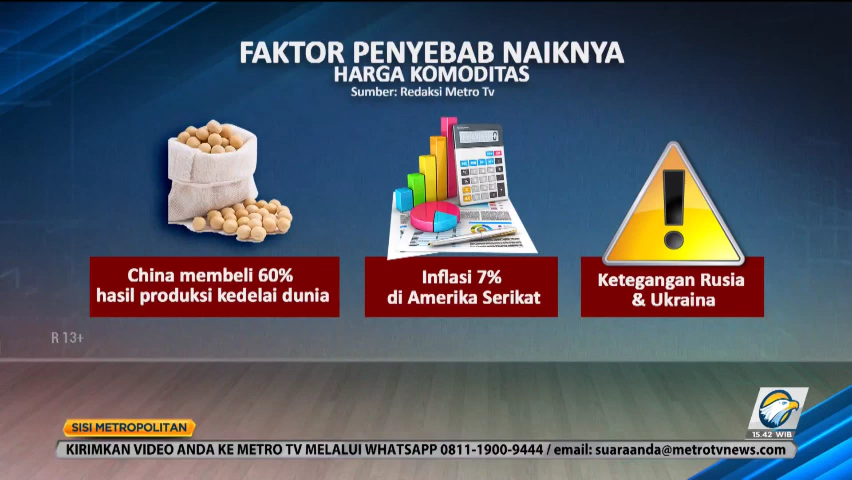 FAKTOR PENYEBAB NAIKNYA
HARGA KOMODITAS
Sumber: Redaksi Metro Tv
0
China membeli 60%
hasil produksi kedelai dunia
Inflasi 7%
di Amerika Serikat
Ketegangan Rusia
& Ukraina
R 13+
SISI METROPOLITAN
15.42 WIB
KIRIMKAN VIDEO ANDA KE METRO TV MELALUI WHATSAPP 0811-1900-9444 / email: suaraanda@metrotvnews.com